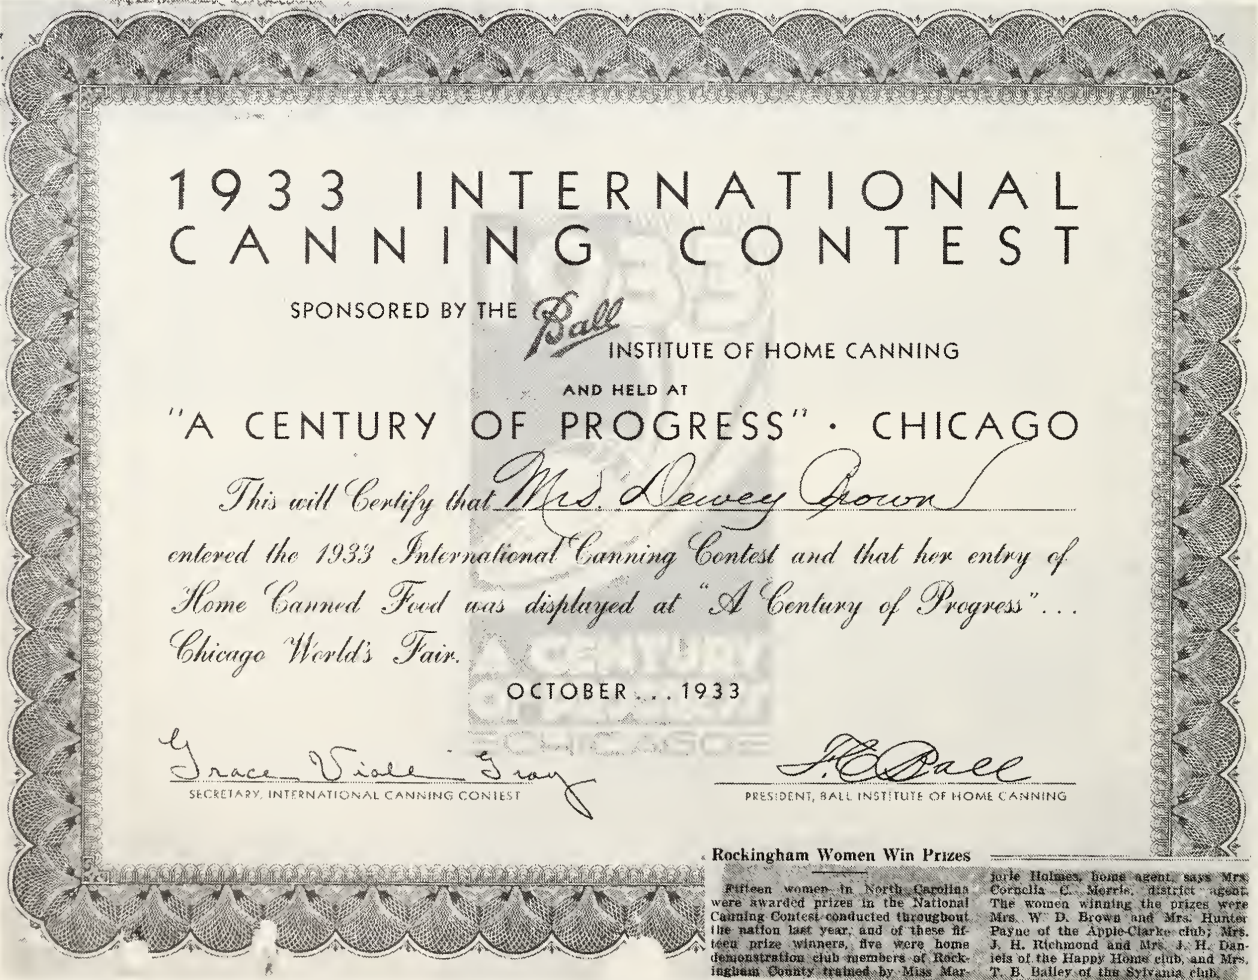 1933 INTERNATIONAL
CANNING CONTEST
SPONSORED BY THE Ball
INSTITUTE OF HOME CANNING
AND HELD AT
"A CENTURY OF PROGRESS" · CHICAGO
This will Certify that Mrs. Dewey Brown
entered the 1933 International Canning Contest and that her entry of
Home Canned Food was displayed at "A Century of Progress"...
Chicago World's Fair.
OCTOBER...1933
1933
A CENTURY
OF PROGRESS
CHICAGO
Grace Viall Gray
SECRETARY, INTERNATIONAL CANNING CONTEST
F.C. Ball
PRESIDENT, BALL INSTITUTE OF HOME CANNING
Rockingham Women Win Prizes
Fifteen women in North Carolina
were awarded prizes in the National
Canning Contest conducted throughout
the nation last year, and of these fif-
teen prize winners, five were home
demonstration club members of Rock-
ingham County trained by Miss Mar-
jorie Holmes, home agent, says Mrs.
Cornelia C. Morris, district agent.
The women winning the prizes were
Mrs. W D. Brown and Mrs. Hunter
Payne of the Apple-Clarke club; Mrs.
J. H. Richmond and Mrs. J. H. Dan-
iels of the Happy Home club, and Mrs.
T. B. Bailey of the Sylvania club.